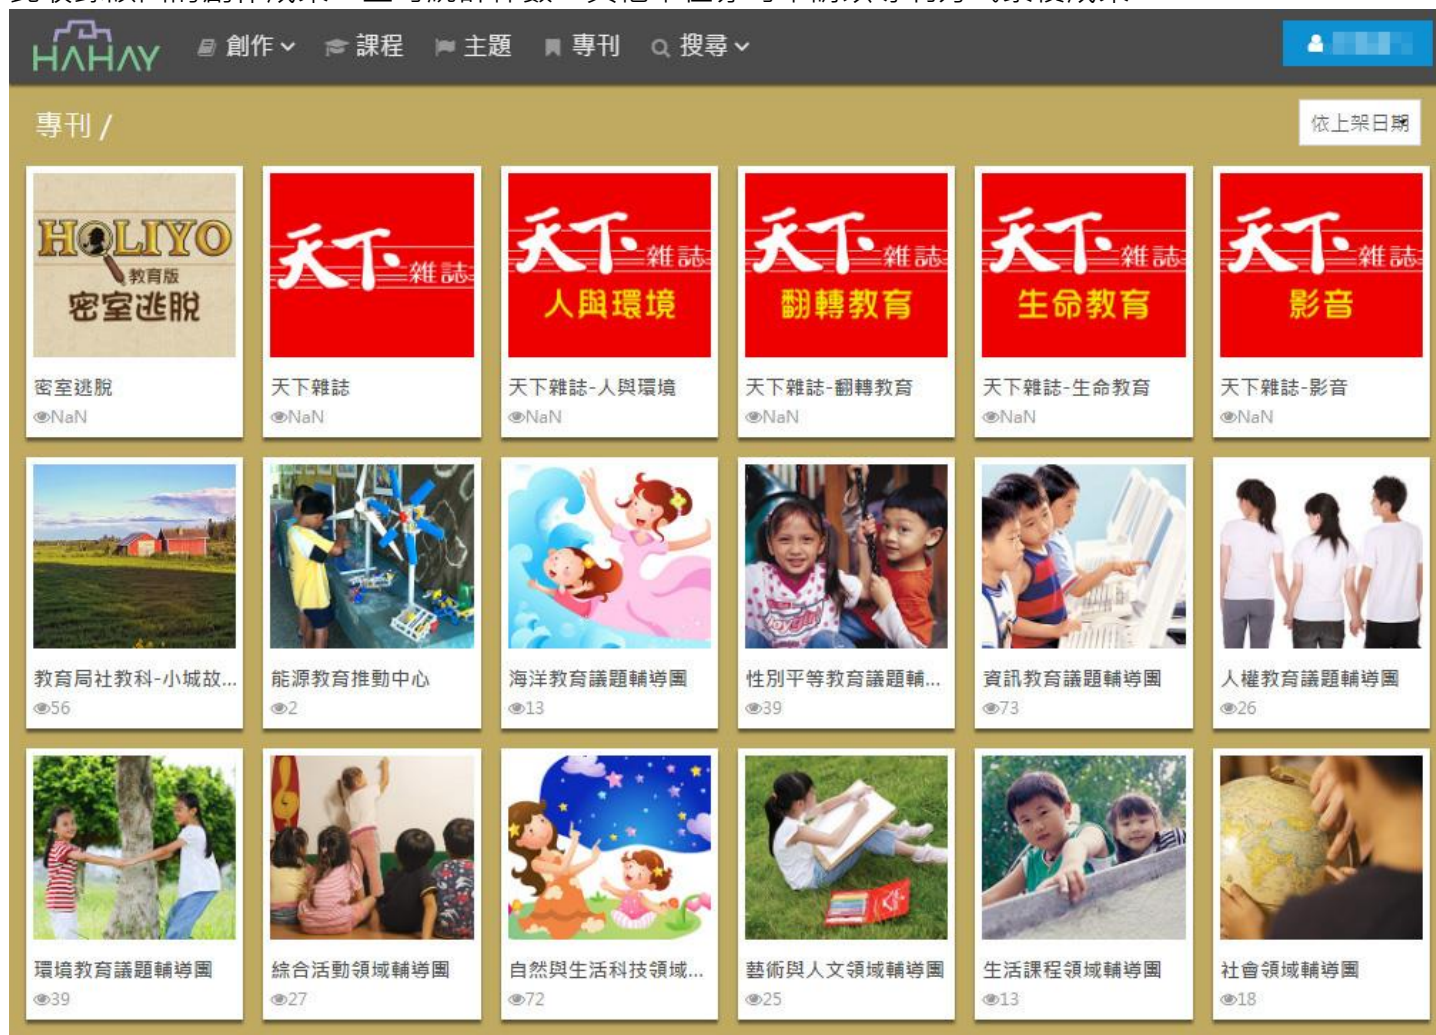 HAHAY 創作 課程 主題 專刊 搜尋
專刊 /
依上架日期
HOLIYO
教育版
密室逃脫
天下雜誌
天下雜誌
人與環境
天下雜誌
翻轉教育
天下雜誌
生命教育
天下雜誌
影音
密室逃脫
NaN
天下雜誌
NaN
天下雜誌-人與環境
NaN
天下雜誌-翻轉教育
NaN
天下雜誌-生命教育
NaN
天下雜誌-影音
NaN
教育局社教科-小城故...
56
能源教育推動中心
2
海洋教育議題輔導團
13
性別平等教育議題輔...
39
資訊教育議題輔導團
73
人權教育議題輔導團
26
環境教育議題輔導團
39
綜合活動領域輔導團
27
自然與生活科技領域...
72
藝術與人文領域輔導團
25
生活課程領域輔導團
13
社會領域輔導團
18